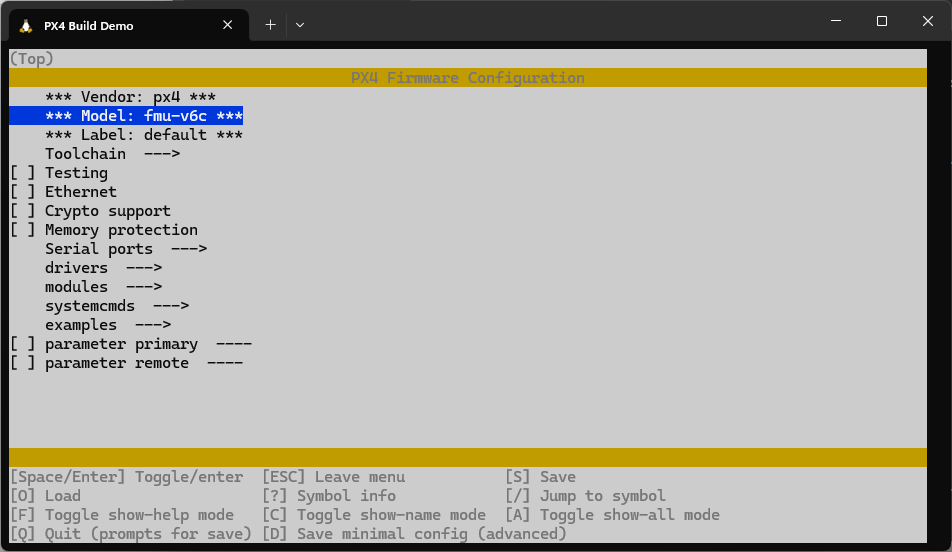 PX4 Build Demo
(Top)
PX4 Firmware Configuration
*** Vendor: px4 ***
*** Model: fmu-v6c ***
*** Label: default ***
Toolchain  --->
[ ] Testing
[ ] Ethernet
[ ] Crypto support
[ ] Memory protection
Serial ports  --->
drivers  --->
modules  --->
systemcmds  --->
examples  --->
[ ] parameter primary  ----
[ ] parameter remote  ----
[Space/Enter] Toggle/enter  [ESC] Leave menu           [S] Save
[O] Load                    [?] Symbol info            [/] Jump to symbol
[F] Toggle show-help mode   [C] Toggle show-name mode  [A] Toggle show-all mode
[Q] Quit (prompts for save) [D] Save minimal config (advanced)